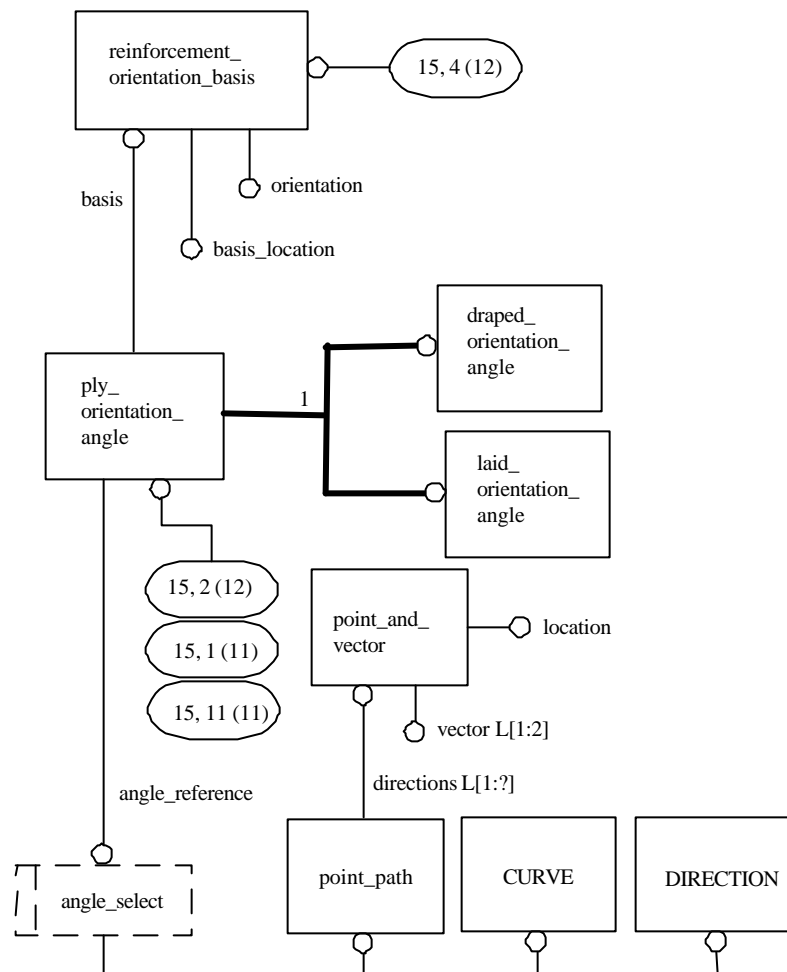 reinforcement_
orientation_basis
15, 4 (12)
basis
orientation
basis_location
draped_
orientation_
angle
ply_
orientation_
angle
1
laid_
orientation_
angle
15, 2 (12)
15, 1 (11)
15, 11 (11)
point_and_
vector
location
vector L[1:2]
directions L[1:?]
angle_reference
angle_select
point_path
CURVE
DIRECTION